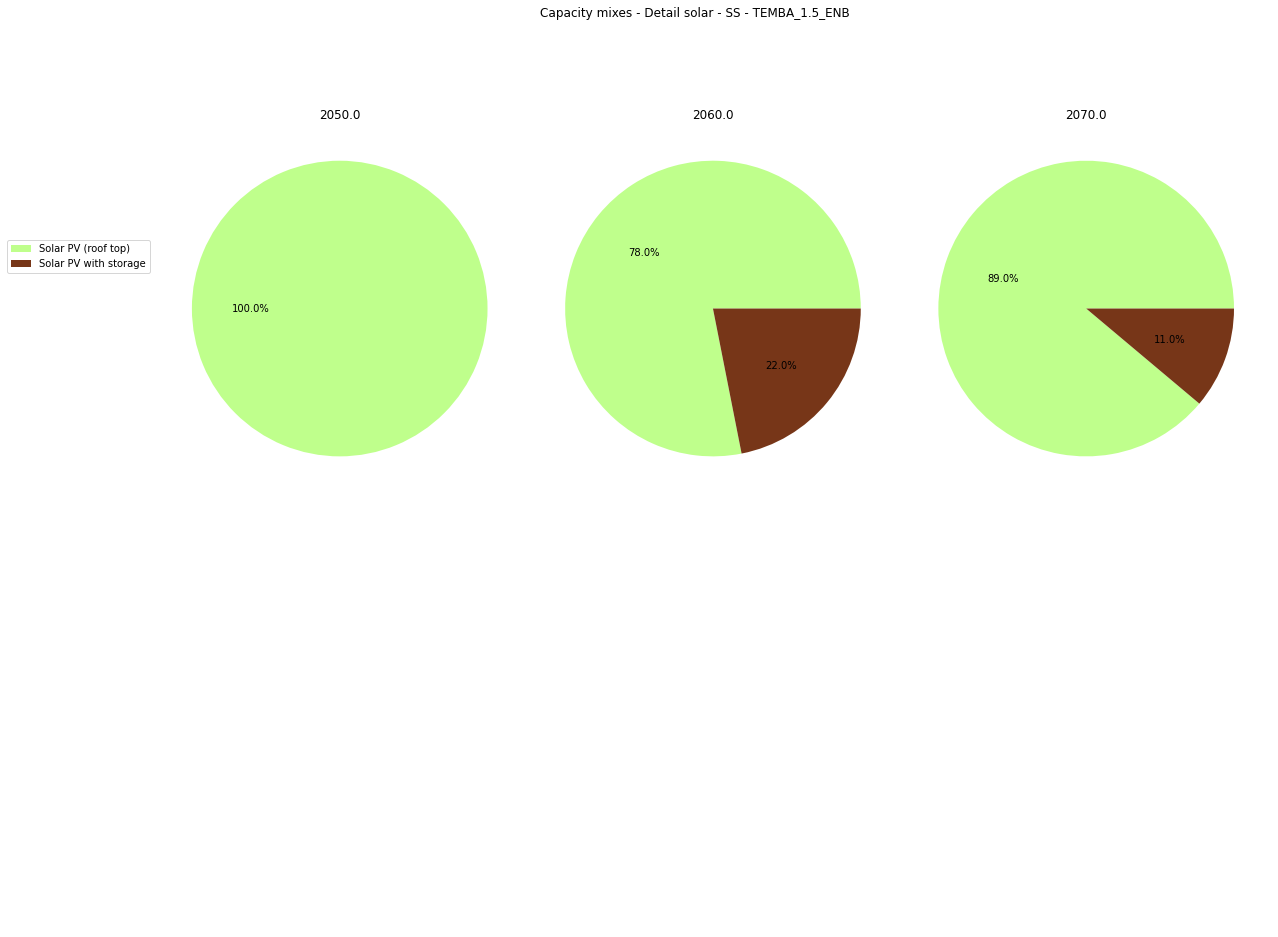 Capacity mixes - Detail solar - SS - TEMBA_1.5_ENB
2050.0
2060.0
2070.0
Solar PV (roof top)
Solar PV with storage
100.0%
78.0%
22.0%
89.0%
11.0%